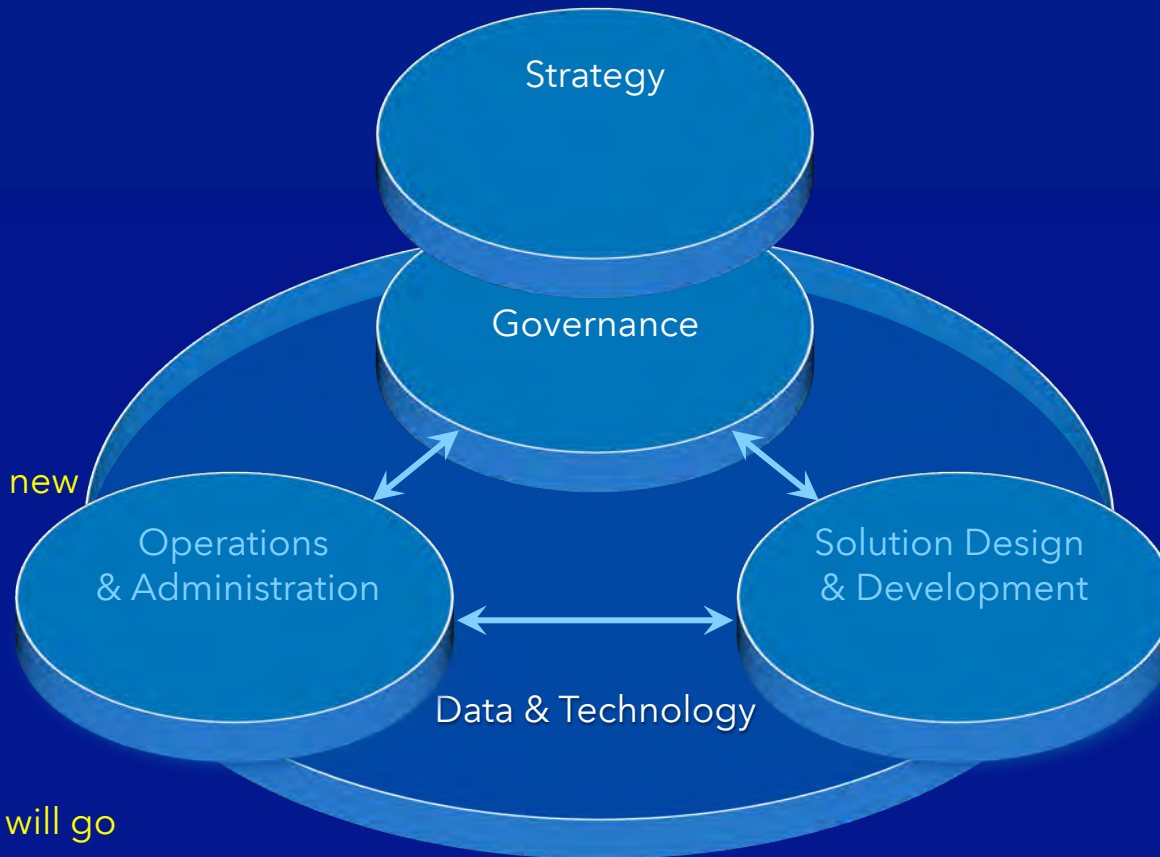 Strategy
Governance
new
Operations
& Administration
Solution Design
& Development
Data & Technology
will go